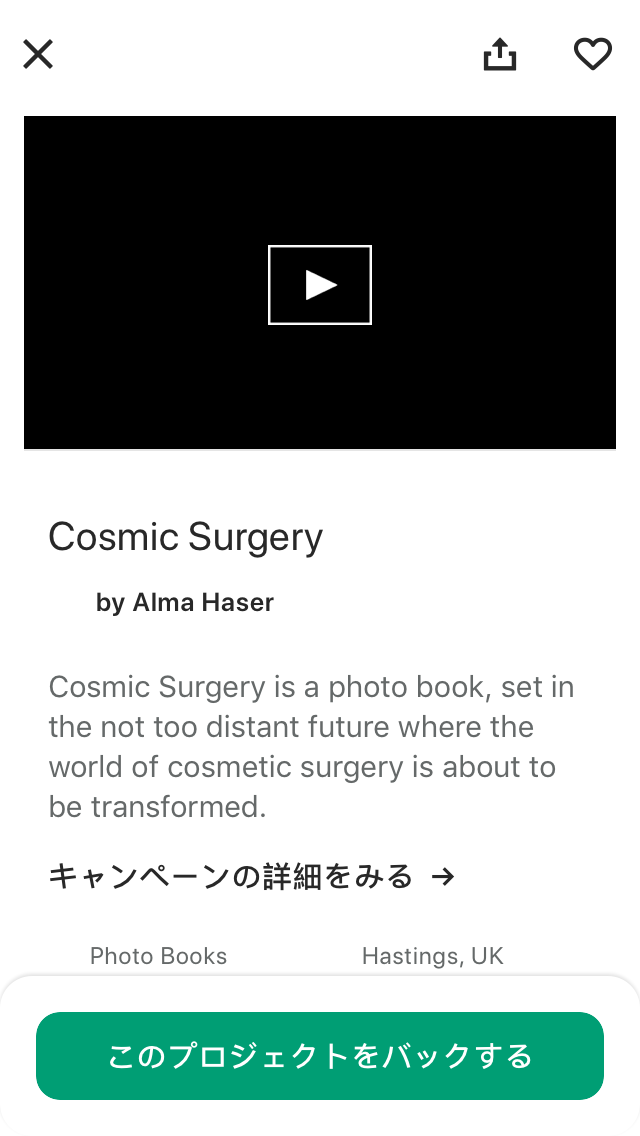 Cosmic Surgery
by Alma Haser
Cosmic Surgery is a photo book, set in
the not too distant future where the
world of cosmetic surgery is about to
be transformed.
キャンペーンの詳細をみる →
Photo Books
Hastings, UK
このプロジェクトをバックする